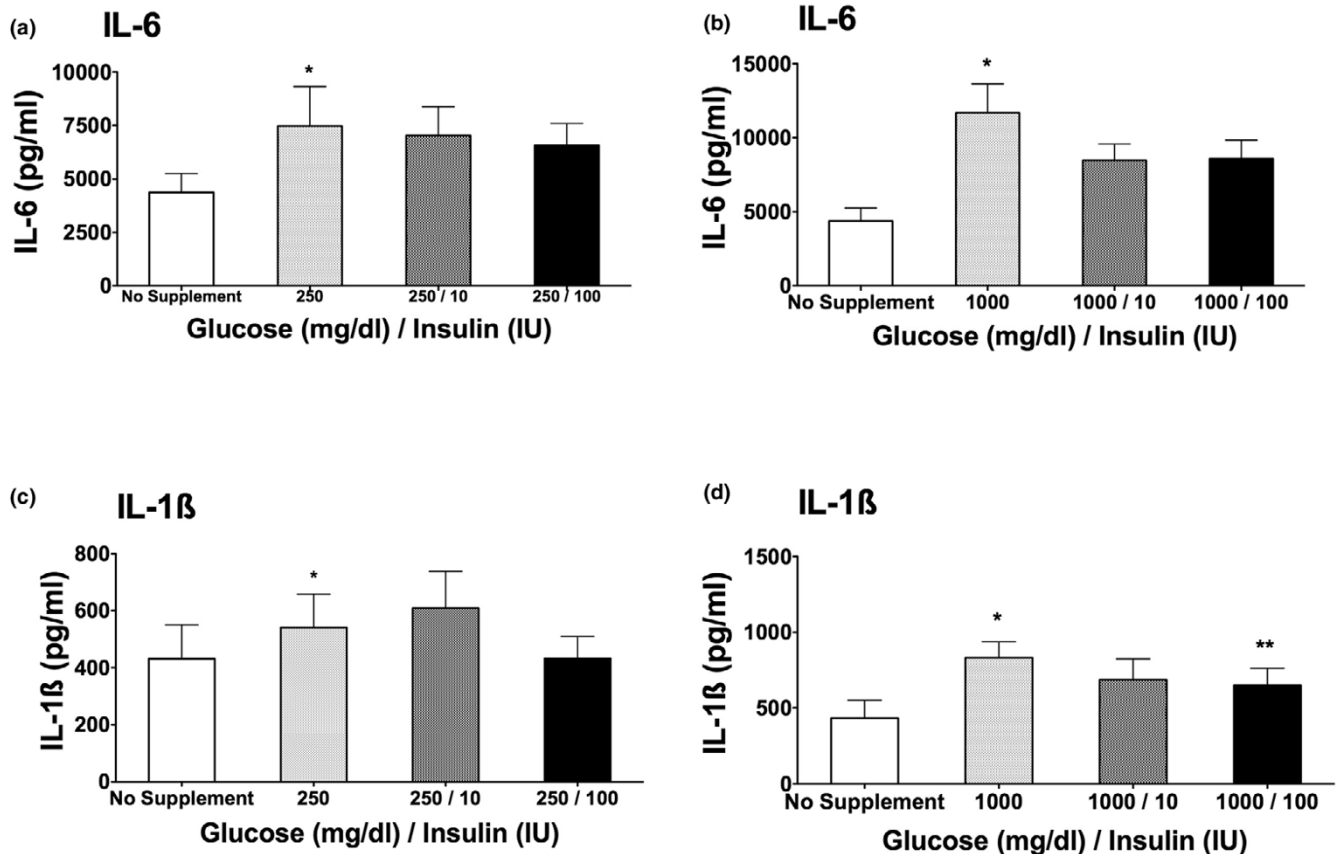 (a) IL-6
IL-6 (pg/ml)
10000
7500
5000
2500
0
*
No Supplement 250 250 / 10 250 / 100
Glucose (mg/dl) / Insulin (IU)
(b) IL-6
IL-6 (pg/ml)
15000
10000
5000
0
*
No Supplement 1000 1000 / 10 1000 / 100
Glucose (mg/dl) / Insulin (IU)
(c) IL-1ß
IL-1ß (pg/ml)
800
600
400
200
0
*
No Supplement 250 250 / 10 250 / 100
Glucose (mg/dl) / Insulin (IU)
(d) IL-1ß
IL-1ß (pg/ml)
1500
1000
500
0
*
**
No Supplement 1000 1000 / 10 1000 / 100
Glucose (mg/dl) / Insulin (IU)